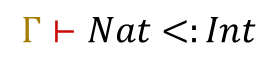 Γ ⊢ Nat <: Int